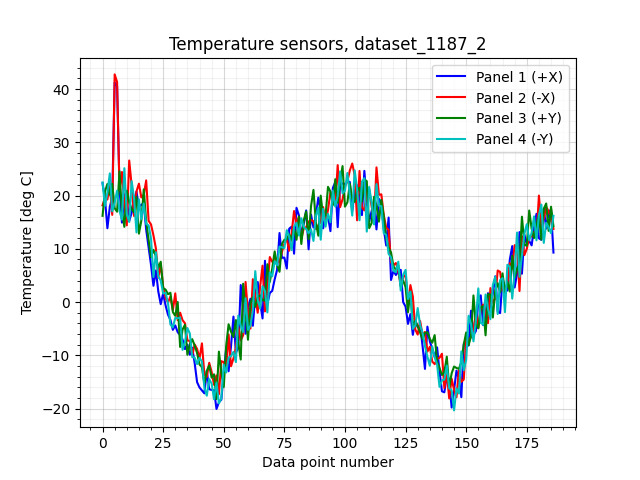 Temperature sensors, dataset_1187_2
Panel 1 (+X)
Panel 2 (-X)
Panel 3 (+Y)
Panel 4 (-Y)
Temperature [deg C]
40
30
20
10
0
−10
−20
0 25 50 75 100 125 150 175
Data point number